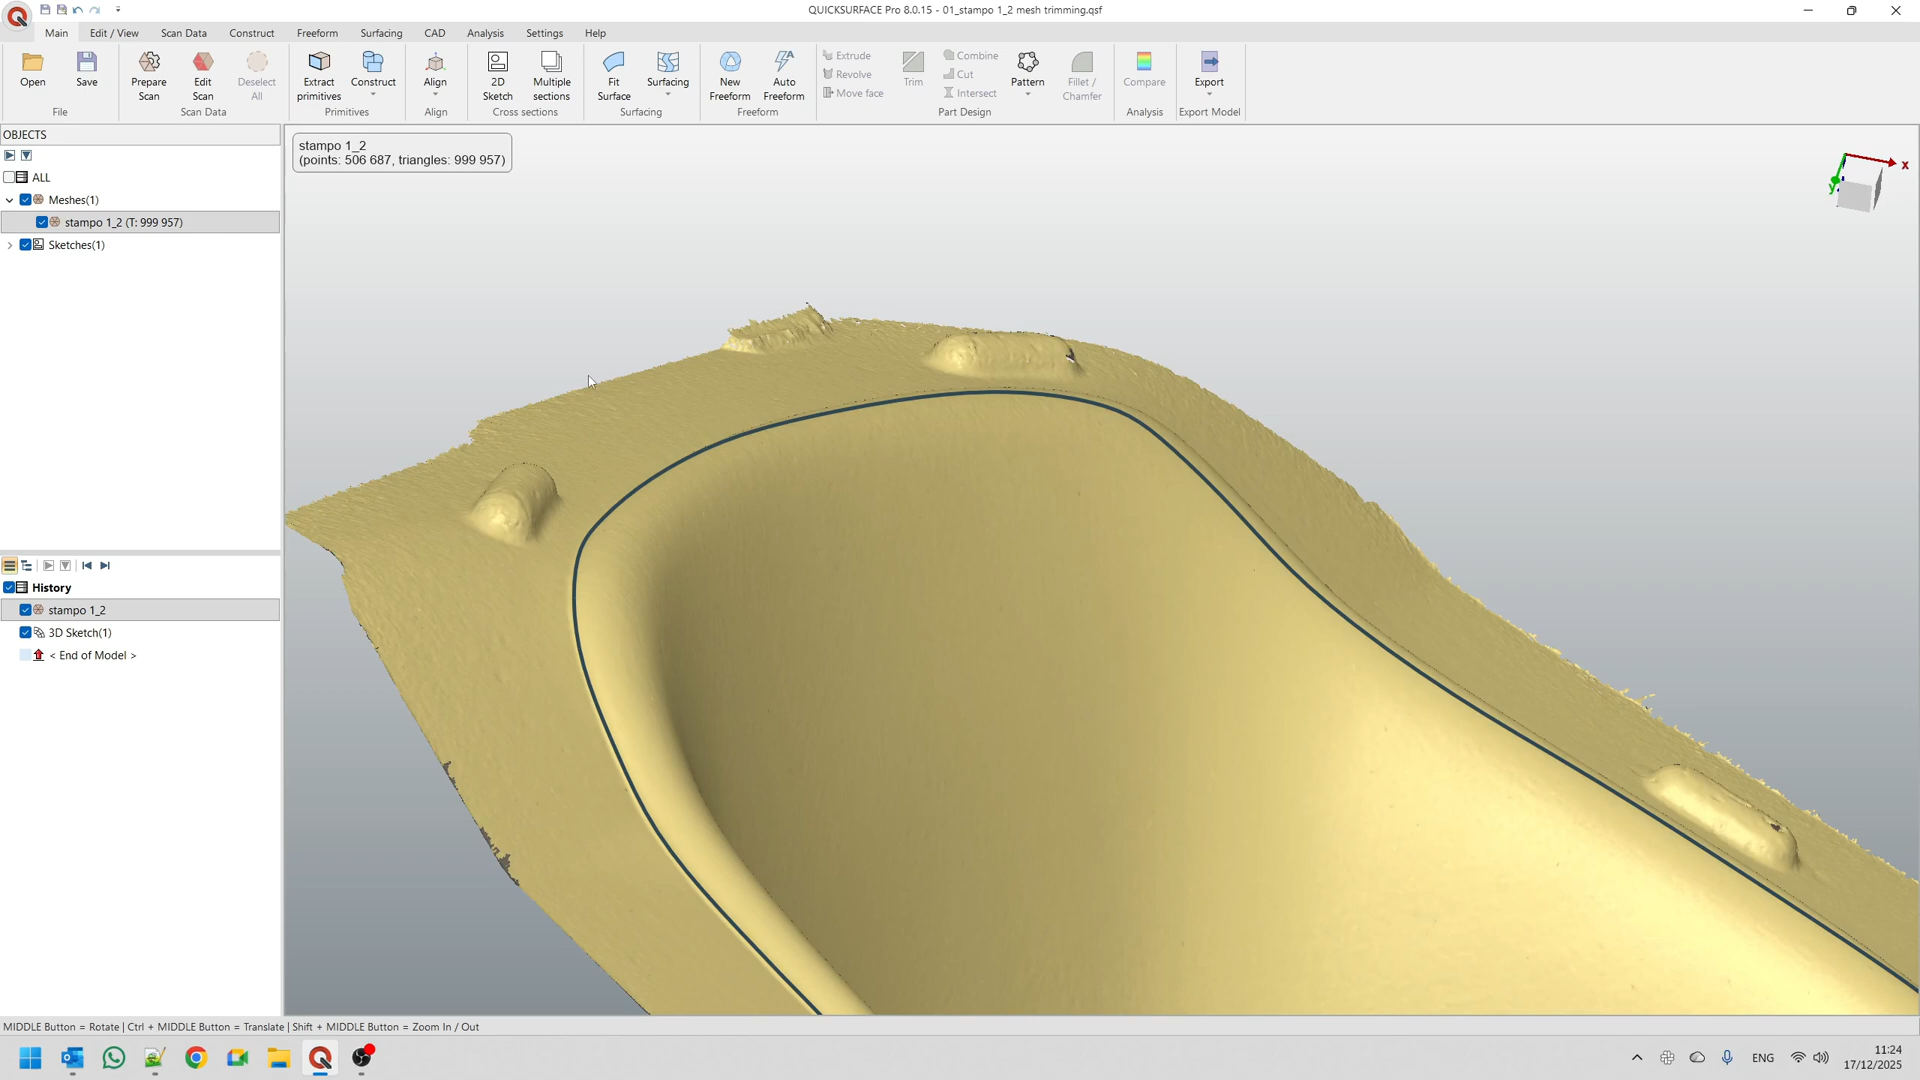 QUICKSURFACE Pro 8.0.15 - 01_stampo 1_2 mesh trimming.qsf
Main Edit / View Scan Data Construct Freeform Surfacing CAD Analysis Settings Help
Open Save Prepare Scan Edit Scan Deselect All Extract primitives Construct Align 2D Sketch Multiple sections Fit Surface Surfacing New Freeform Auto Freeform Extrude Revolve Move face Trim Combine Cut Intersect Pattern Fillet / Chamfer Compare Export
File Scan Data Primitives Align Cross sections Surfacing Freeform Part Design Analysis Export Model
OBJECTS
ALL
Meshes(1)
stampo 1_2 (T: 999 957)
Sketches(1)
stampo 1_2
(points: 506 687, triangles: 999 957)
x
y
History
stampo 1_2
3D Sketch(1)
< End of Model >
MIDDLE Button = Rotate | Ctrl + MIDDLE Button = Translate | Shift + MIDDLE Button = Zoom In / Out
ENG
11:24
17/12/2025